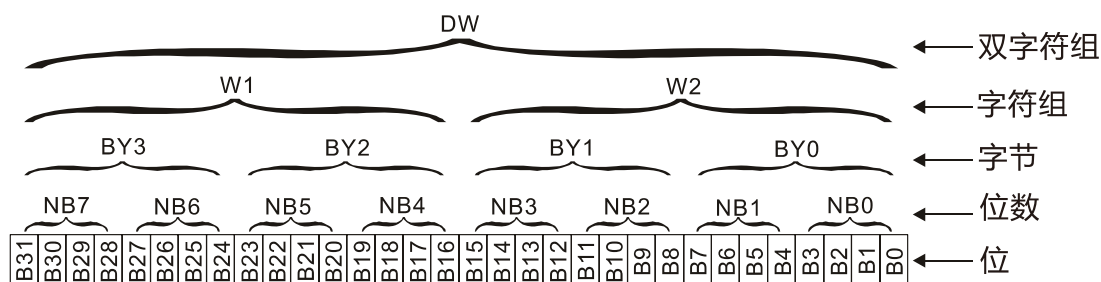 DW 双字符组
W1 W2 字符组
BY3 BY2 BY1 BY0 字节
NB7 NB6 NB5 NB4 NB3 NB2 NB1 NB0 位数
B31 B30 B29 B28 B27 B26 B25 B24 B23 B22 B21 B20 B19 B18 B17 B16 B15 B14 B13 B12 B11 B10 B9 B8 B7 B6 B5 B4 B3 B2 B1 B0 位